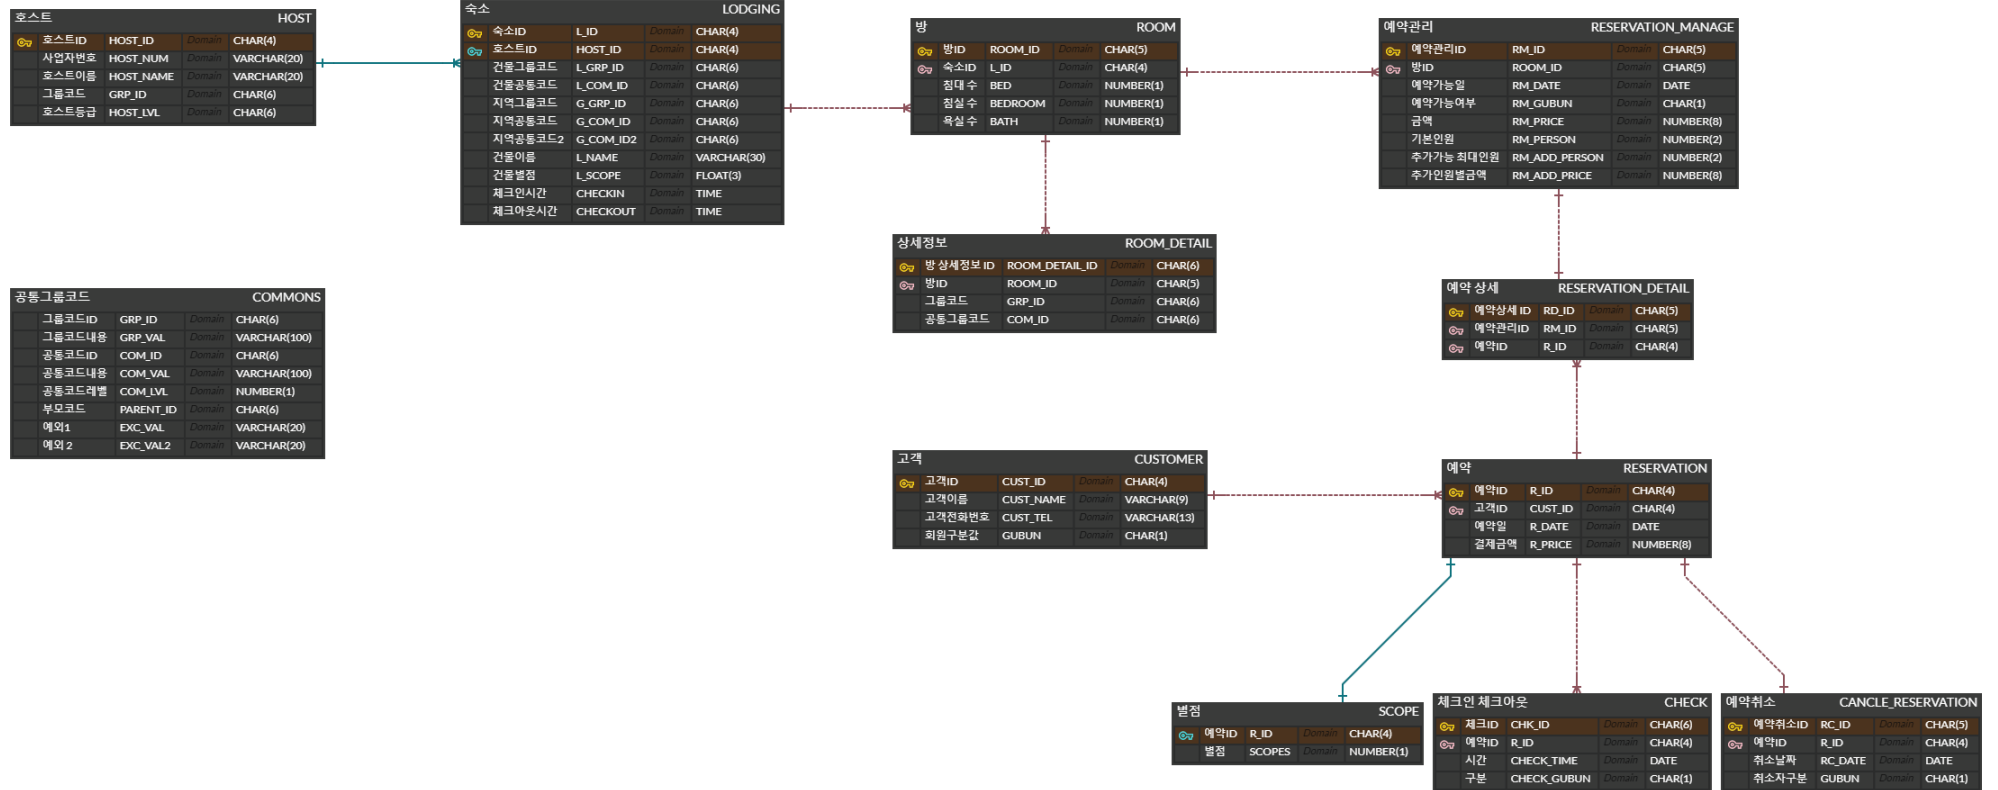 호스트 HOST
호스트ID HOST_ID Domain CHAR(4)
사업자번호 HOST_NUM Domain VARCHAR(20)
호스트이름 HOST_NAME Domain VARCHAR(20)
그룹코드 GRP_ID Domain CHAR(6)
호스트등급 HOST_LVL Domain CHAR(6)
숙소 LODGING
숙소ID L_ID Domain CHAR(4)
호스트ID HOST_ID Domain CHAR(4)
건물그룹코드 L_GRP_ID Domain CHAR(6)
건물공통코드 L_COM_ID Domain CHAR(6)
지역그룹코드 G_GRP_ID Domain CHAR(6)
지역공통코드 G_COM_ID Domain CHAR(6)
지역공통코드2 G_COM_ID2 Domain CHAR(6)
건물이름 L_NAME Domain VARCHAR(30)
건물별점 L_SCOPE Domain FLOAT(3)
체크인시간 CHECKIN Domain TIME
체크아웃시간 CHECKOUT Domain TIME
방 ROOM
방ID ROOM_ID Domain CHAR(5)
숙소ID L_ID Domain CHAR(4)
침대 수 BED Domain NUMBER(1)
침실 수 BEDROOM Domain NUMBER(1)
욕실 수 BATH Domain NUMBER(1)
예약관리 RESERVATION_MANAGE
예약관리ID RM_ID Domain CHAR(5)
방ID ROOM_ID Domain CHAR(5)
예약가능일 RM_DATE Domain DATE
예약가능여부 RM_GUBUN Domain CHAR(1)
금액 RM_PRICE Domain NUMBER(8)
기본인원 RM_PERSON Domain NUMBER(2)
추가가능 최대인원 RM_ADD_PERSON Domain NUMBER(2)
추가인원별금액 RM_ADD_PRICE Domain NUMBER(8)
상세정보 ROOM_DETAIL
방 상세정보 ID ROOM_DETAIL_ID Domain CHAR(6)
방ID ROOM_ID Domain CHAR(5)
그룹코드 GRP_ID Domain CHAR(6)
공통그룹코드 COM_ID Domain CHAR(6)
예약 상세 RESERVATION_DETAIL
예약상세 ID RD_ID Domain CHAR(5)
예약관리ID RM_ID Domain CHAR(5)
예약ID R_ID Domain CHAR(4)
공통그룹코드 COMMONS
그룹코드ID GRP_ID Domain CHAR(6)
그룹코드내용 GRP_VAL Domain VARCHAR(100)
공통코드ID COM_ID Domain CHAR(6)
공통코드내용 COM_VAL Domain VARCHAR(100)
공통코드레벨 COM_LVL Domain NUMBER(1)
부모코드 PARENT_ID Domain CHAR(6)
예외1 EXC_VAL Domain VARCHAR(20)
예외 2 EXC_VAL2 Domain VARCHAR(20)
고객 CUSTOMER
고객ID CUST_ID Domain CHAR(4)
고객이름 CUST_NAME Domain VARCHAR(9)
고객전화번호 CUST_TEL Domain VARCHAR(13)
회원구분값 GUBUN Domain CHAR(1)
예약 RESERVATION
예약ID R_ID Domain CHAR(4)
고객ID CUST_ID Domain CHAR(4)
예약일 R_DATE Domain DATE
결제금액 R_PRICE Domain NUMBER(8)
별점 SCOPE
예약ID R_ID Domain CHAR(4)
별점 SCOPES Domain NUMBER(1)
체크인 체크아웃 CHECK
체크ID CHK_ID Domain CHAR(6)
예약ID R_ID Domain CHAR(4)
시간 CHECK_TIME Domain DATE
구분 CHECK_GUBUN Domain CHAR(1)
예약취소 CANCLE_RESERVATION
예약취소ID RC_ID Domain CHAR(5)
예약ID R_ID Domain CHAR(4)
취소날짜 RC_DATE Domain DATE
취소자구분 GUBUN Domain CHAR(1)